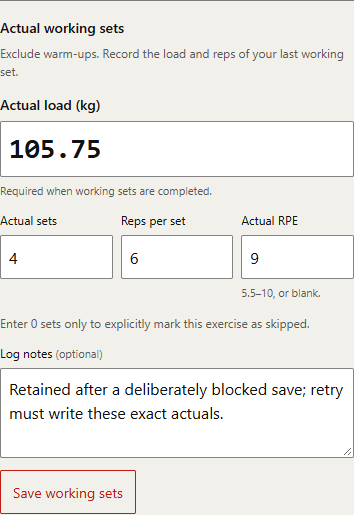 Actual working sets
Exclude warm-ups. Record the load and reps of your last working
set.
Actual load (kg)
105.75
Required when working sets are completed.
Actual sets
Reps per set
Actual RPE
4
6
9
5.5–10, or blank.
Enter 0 sets only to explicitly mark this exercise as skipped.
Log notes (optional)
Retained after a deliberately blocked save; retry
must write these exact actuals.
Save working sets